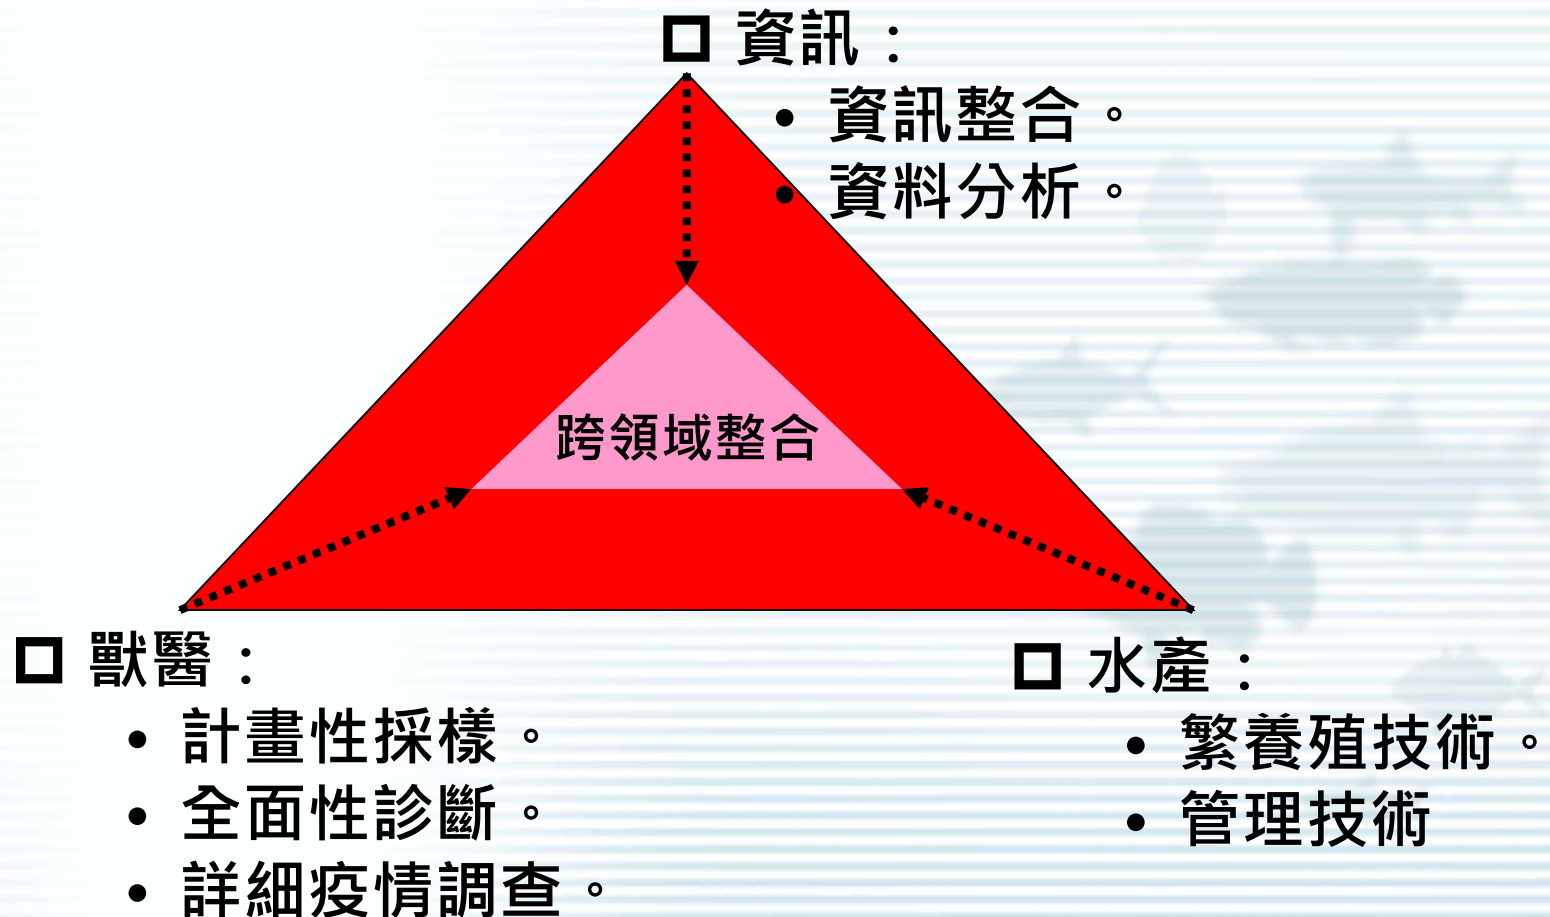 資訊：
• 資訊整合。
• 資料分析。
跨領域整合
獸醫：
• 計畫性採樣。
• 全面性診斷。
• 詳細疫情調查。
水產：
• 繁養殖技術。
• 管理技術